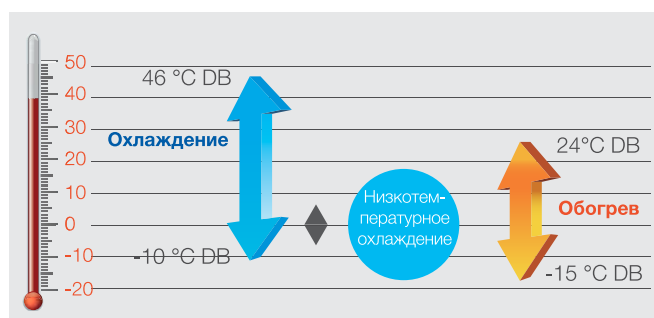 50
46 °C DB
40
30
Охлаждение
24°C DB
20
10
Низкотем-
пературное
охлаждение
Обогрев
0
-10
-10 °C DB
-15 °C DB
-20